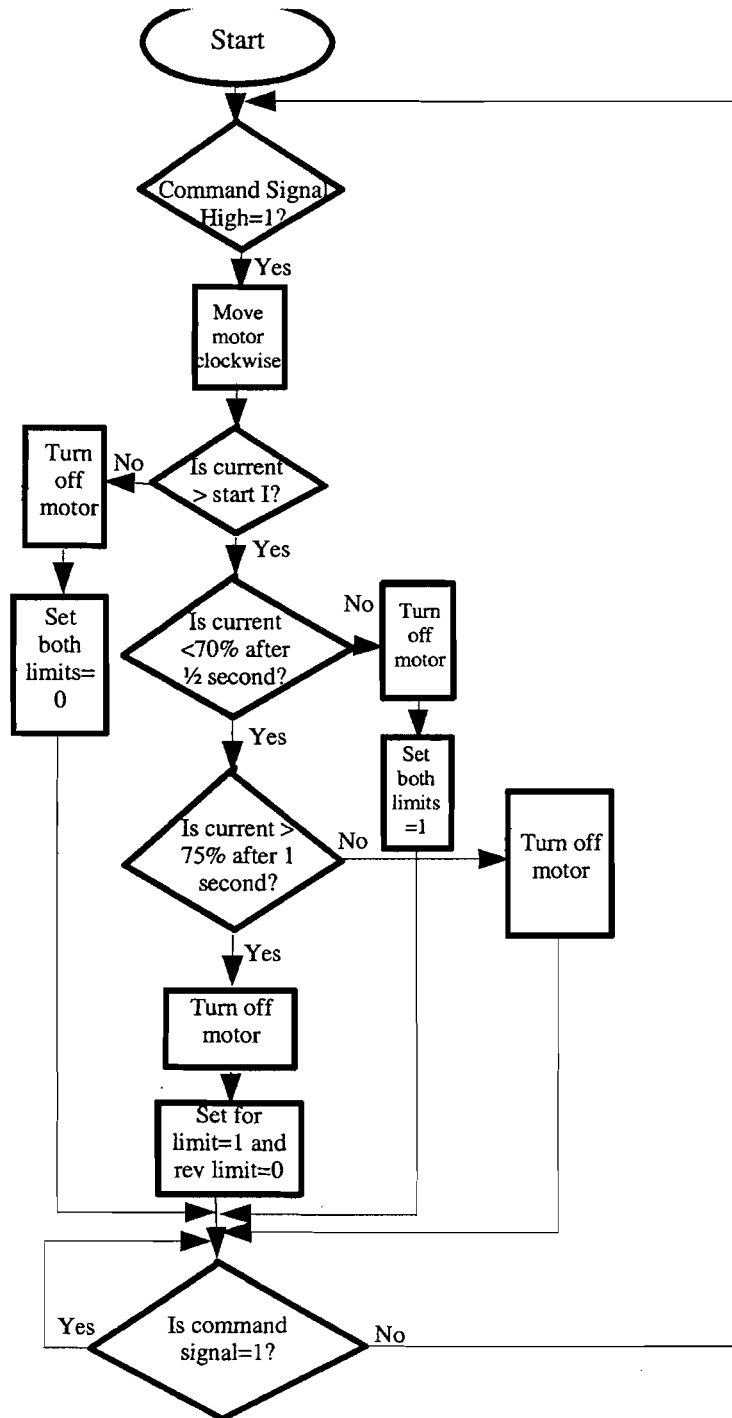 Start
Command Signal
High=1?
Yes
Move
motor
clockwise
Is current
> start I?
No
Turn
off
motor
Set
both
limits=
0
Yes
Is current
<70% after
½ second?
No
Turn
off
motor
Set
both
limits
=1
Yes
Is current >
75% after 1
second?
No
Turn off
motor
Yes
Turn off
motor
Set for
limit=1 and
rev limit=0
Is command
signal=1?
Yes
No